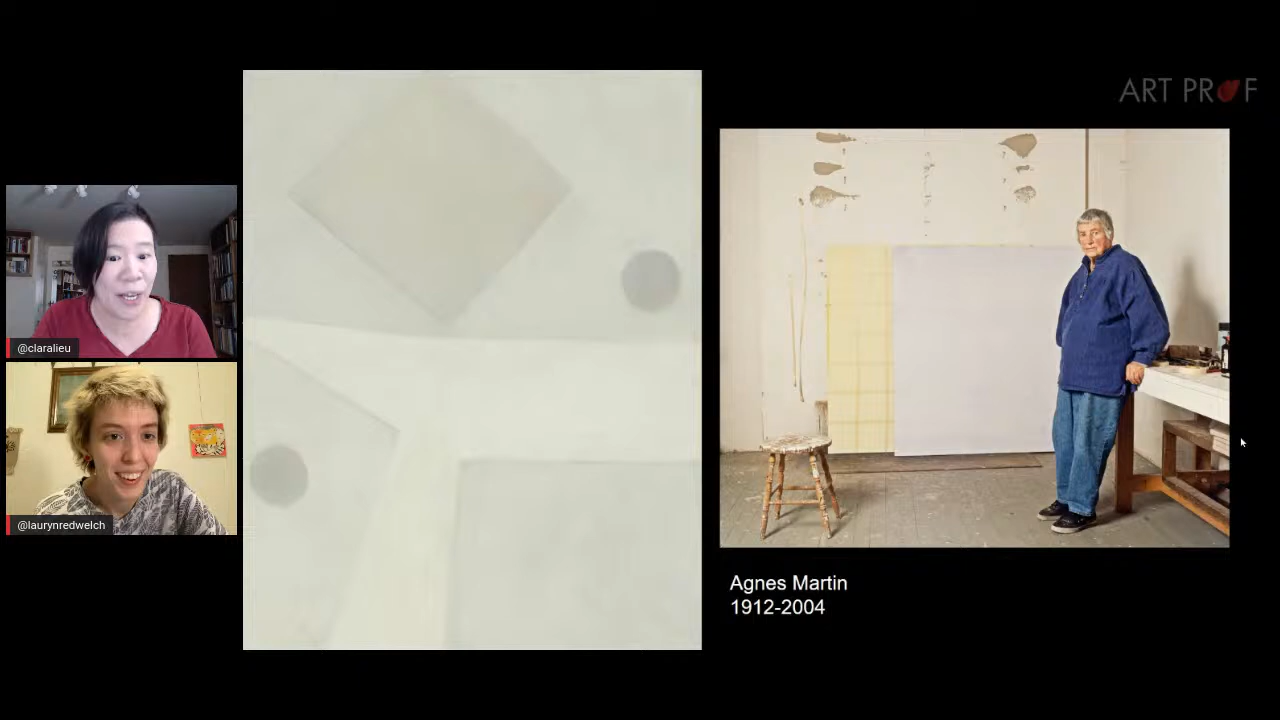 ART PROF
@claralieu
@laurynredwelch
Agnes Martin
1912-2004